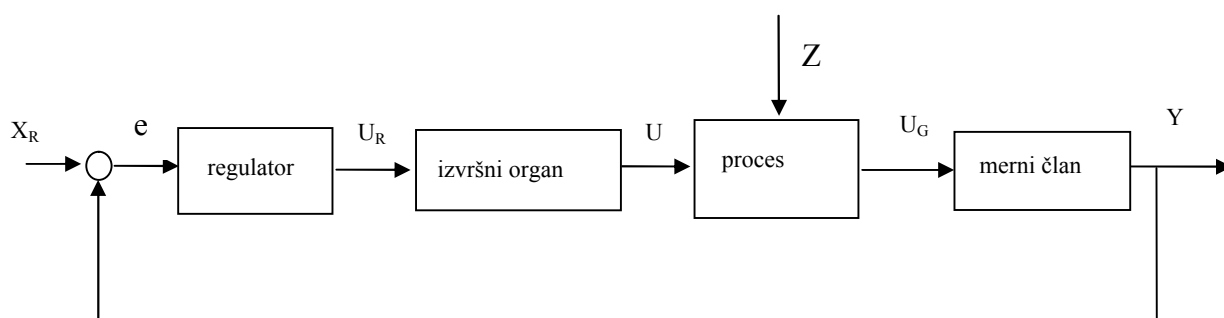 Z
X_R
e
U_R
U
U_G
Y
regulator
izvršni organ
proces
merni član